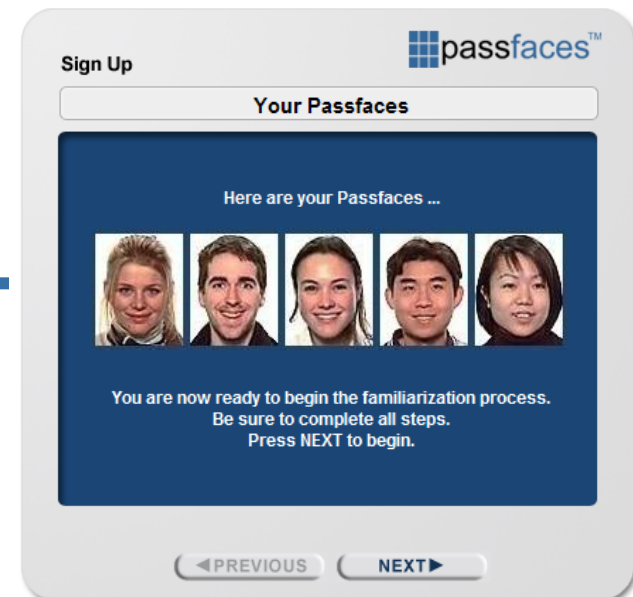 Sign Up
passfaces™
Your Passfaces
Here are your Passfaces ...
You are now ready to begin the familiarization process.
Be sure to complete all steps.
Press NEXT to begin.
◀PREVIOUS
NEXT▶